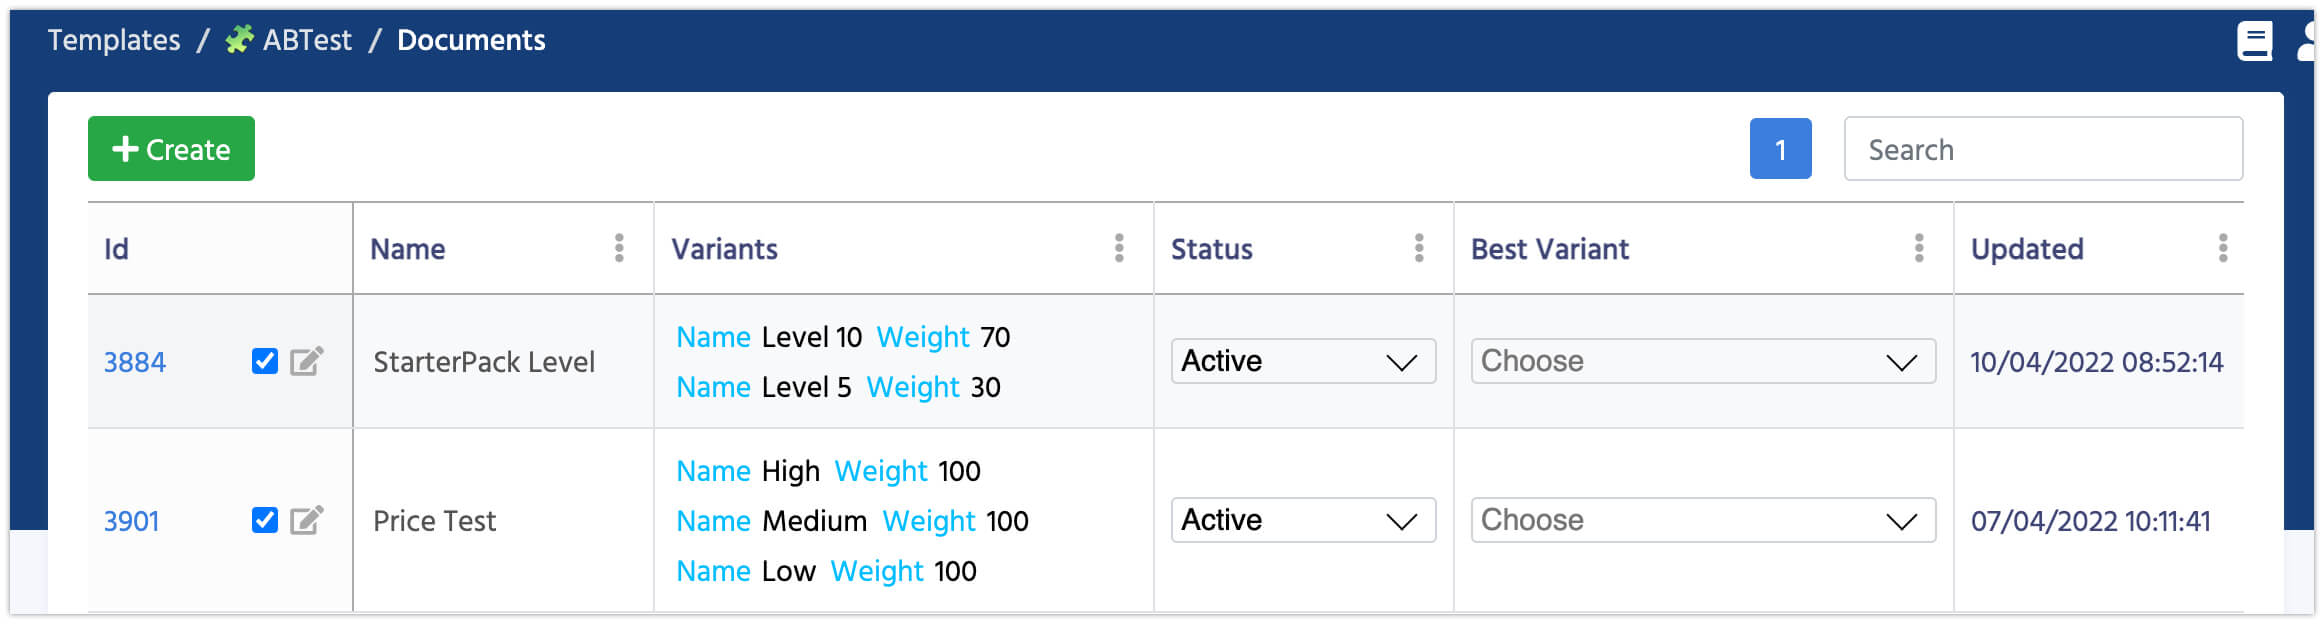 Templates / ABTest / Documents
Create 1 Search
Id Name Variants Status Best Variant Updated
3884 StarterPack Level Name Level 10 Weight 70 Active Choose 10/04/2022 08:52:14
Name Level 5 Weight 30
3901 Price Test Name High Weight 100 Active Choose 07/04/2022 10:11:41
Name Medium Weight 100
Name Low Weight 100